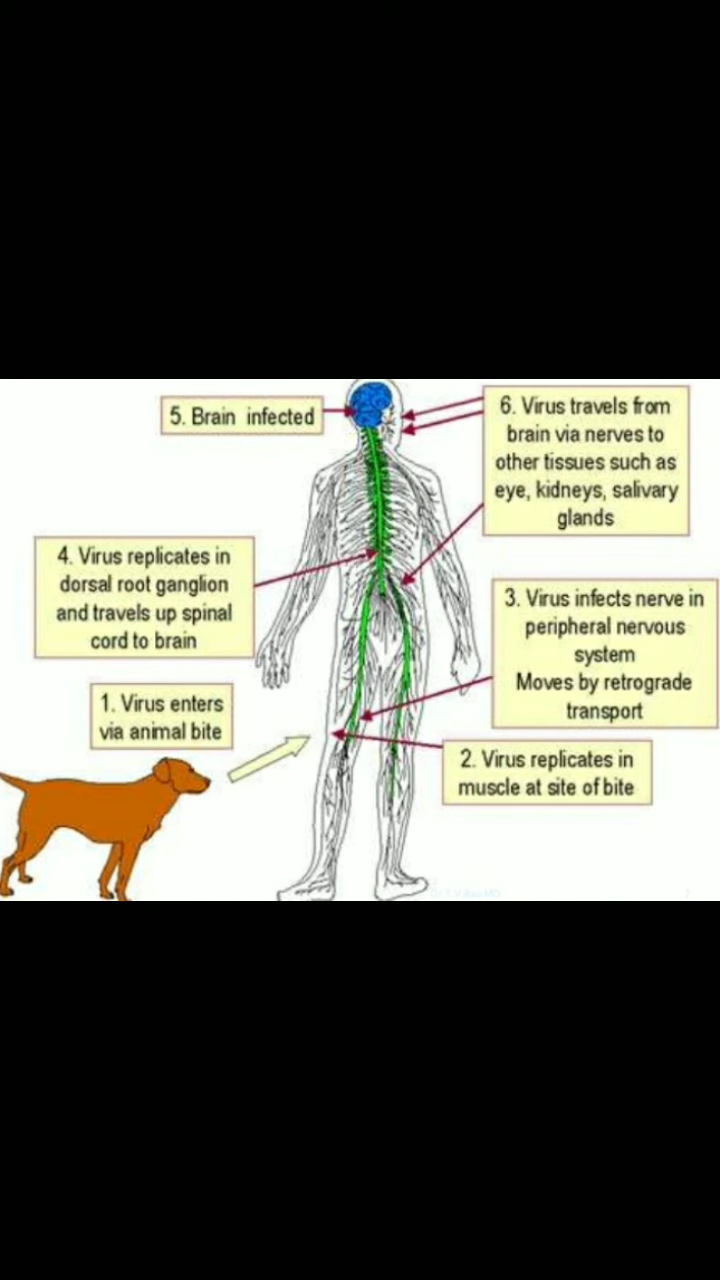 5. Brain infected
6. Virus travels from
brain via nerves to
other tissues such as
eye, kidneys, salivary
glands
4. Virus replicates in
dorsal root ganglion
and travels up spinal
cord to brain
3. Virus infects nerve in
peripheral nervous
system
Moves by retrograde
transport
1. Virus enters
via animal bite
2. Virus replicates in
muscle at site of bite